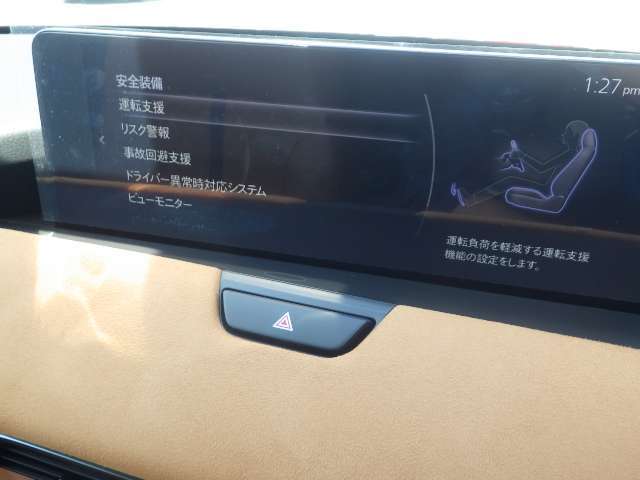 安全装備
1:27 pm
運転支援
リスク警報
事故回避支援
ドライバー異常時対応システム
ビューモニター
運転負荷を軽減する運転支援
機能の設定をします。